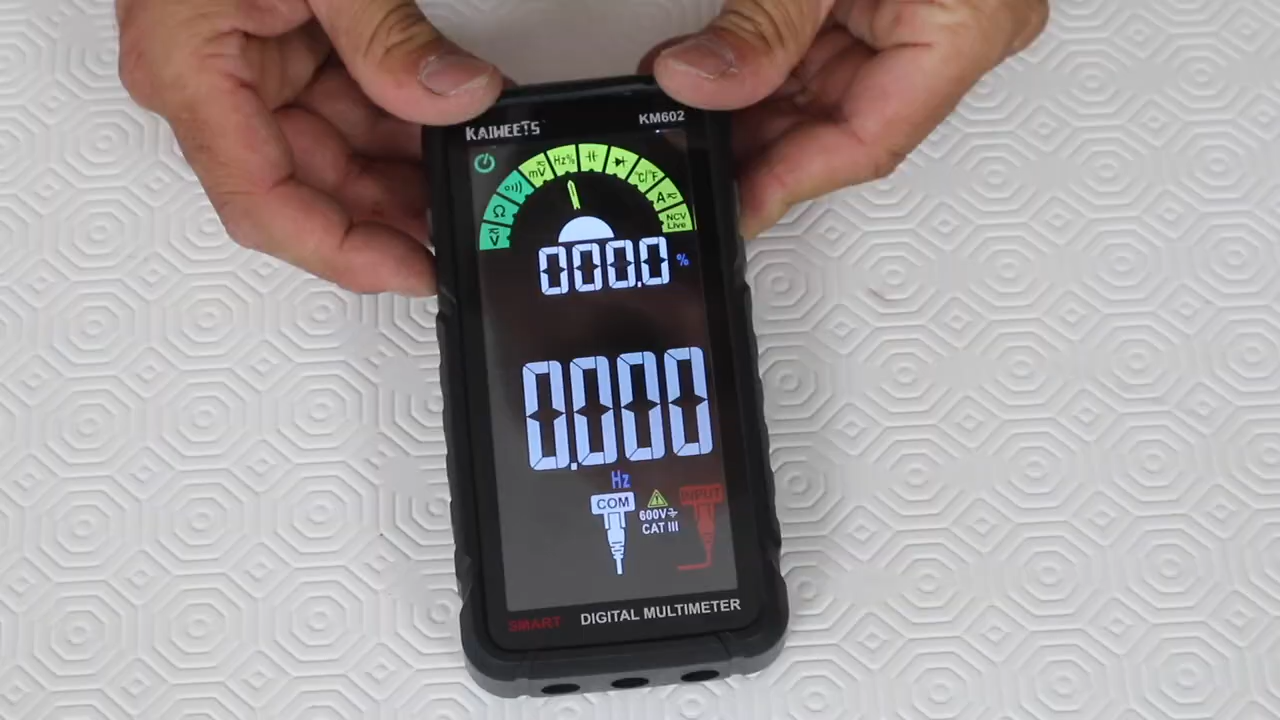 KAIWEETS
KM602
V
Ω
mV
Hz%
°C/°F
A
NCV
Live
000.0 %
0.000
Hz
COM
600V
CAT III
INPUT
SMART DIGITAL MULTIMETER